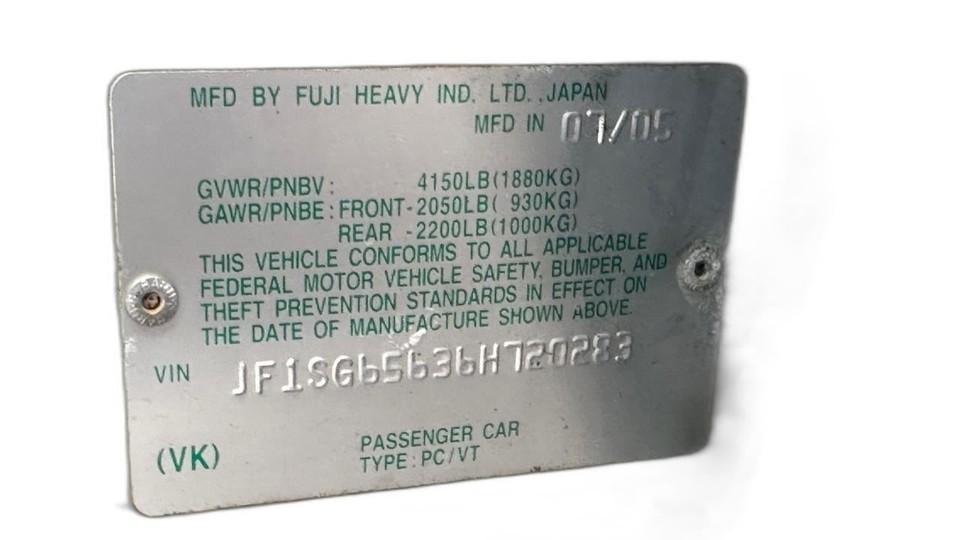 MFD BY FUJI HEAVY IND. LTD., JAPAN
MFD IN 07/05
GVWR/PNBV: 4150LB(1880KG)
GAWR/PNBE: FRONT-2050LB( 930KG)
REAR -2200LB(1000KG)
THIS VEHICLE CONFORMS TO ALL APPLICABLE
FEDERAL MOTOR VEHICLE SAFETY, BUMPER, AND
THEFT PREVENTION STANDARDS IN EFFECT ON
THE DATE OF MANUFACTURE SHOWN ABOVE.
VIN JF1SG65636H720283
(VK) PASSENGER CAR
TYPE: PC/VT